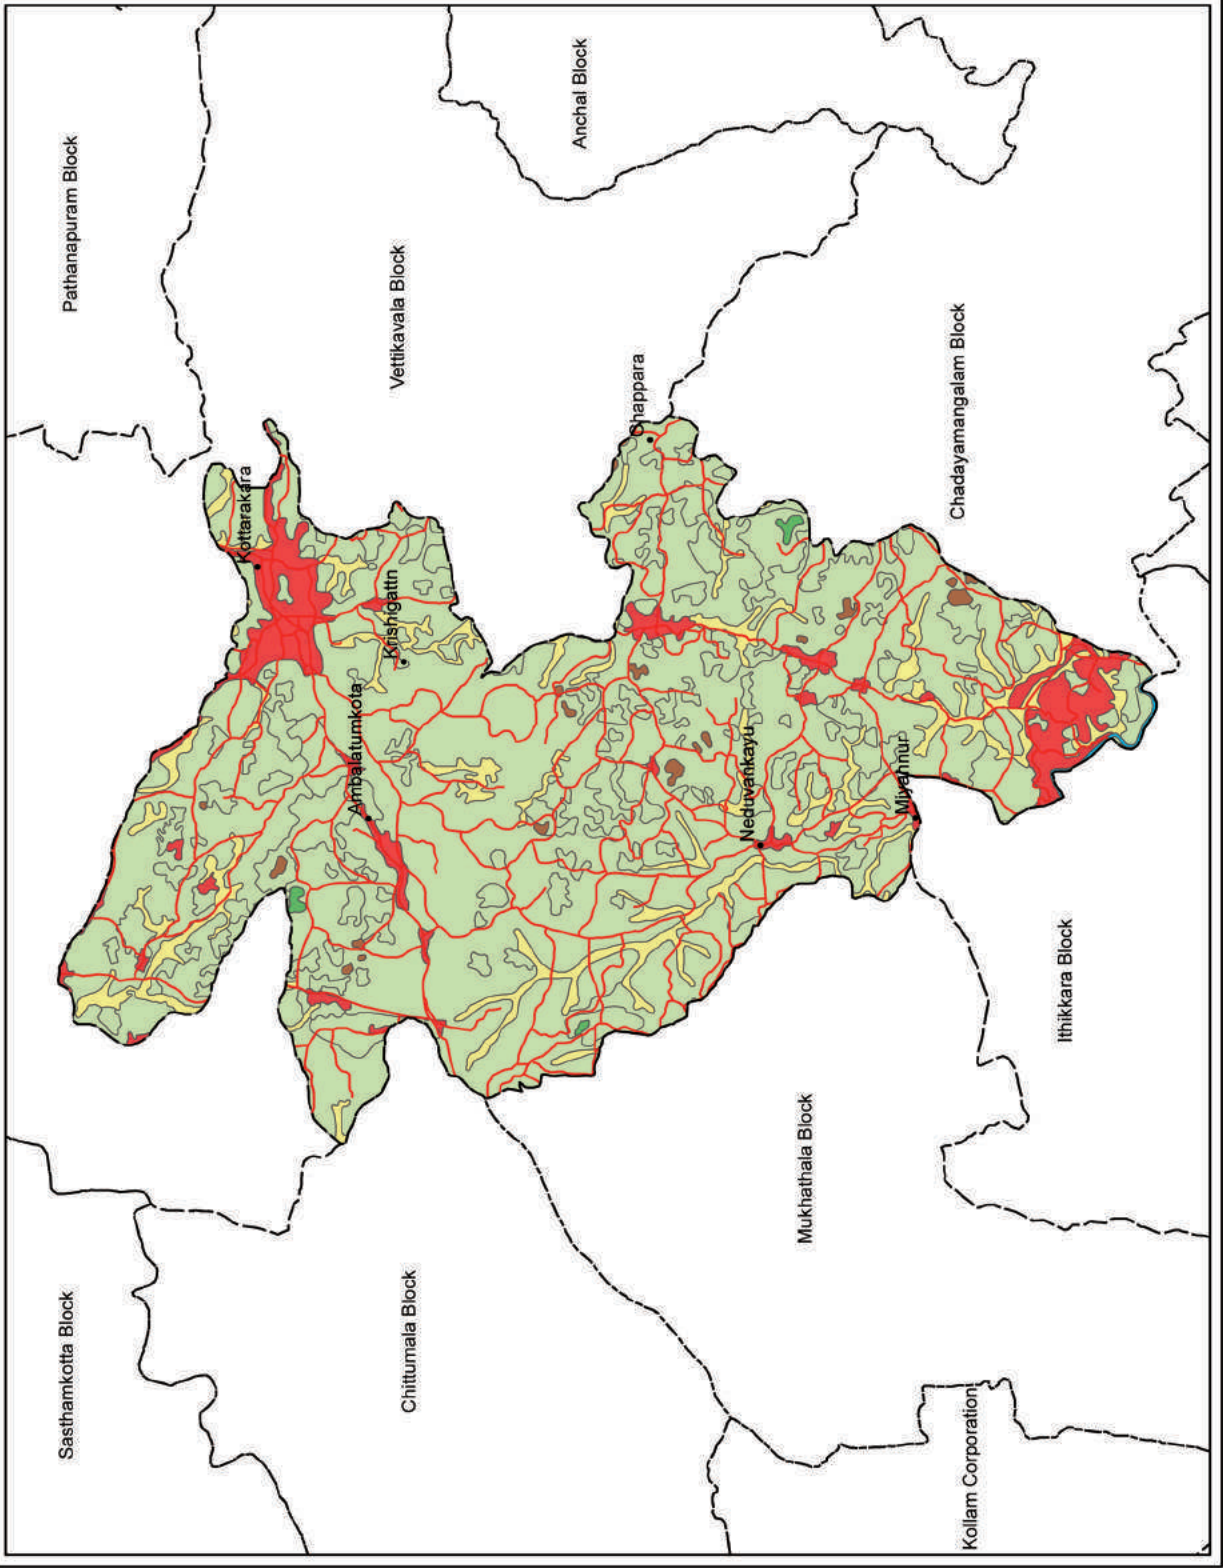 Sasthamkotta Block
Pathanapuram Block
Kottarakara
Ambalatumkota
Krishigattn
Vettikavala Block
Chittumala Block
Anchal Block
Chappara
Neduvankayu
Mukhathala Block
Miyannur
Chadayamangalam Block
Kollam Corporation
Ithikkara Block